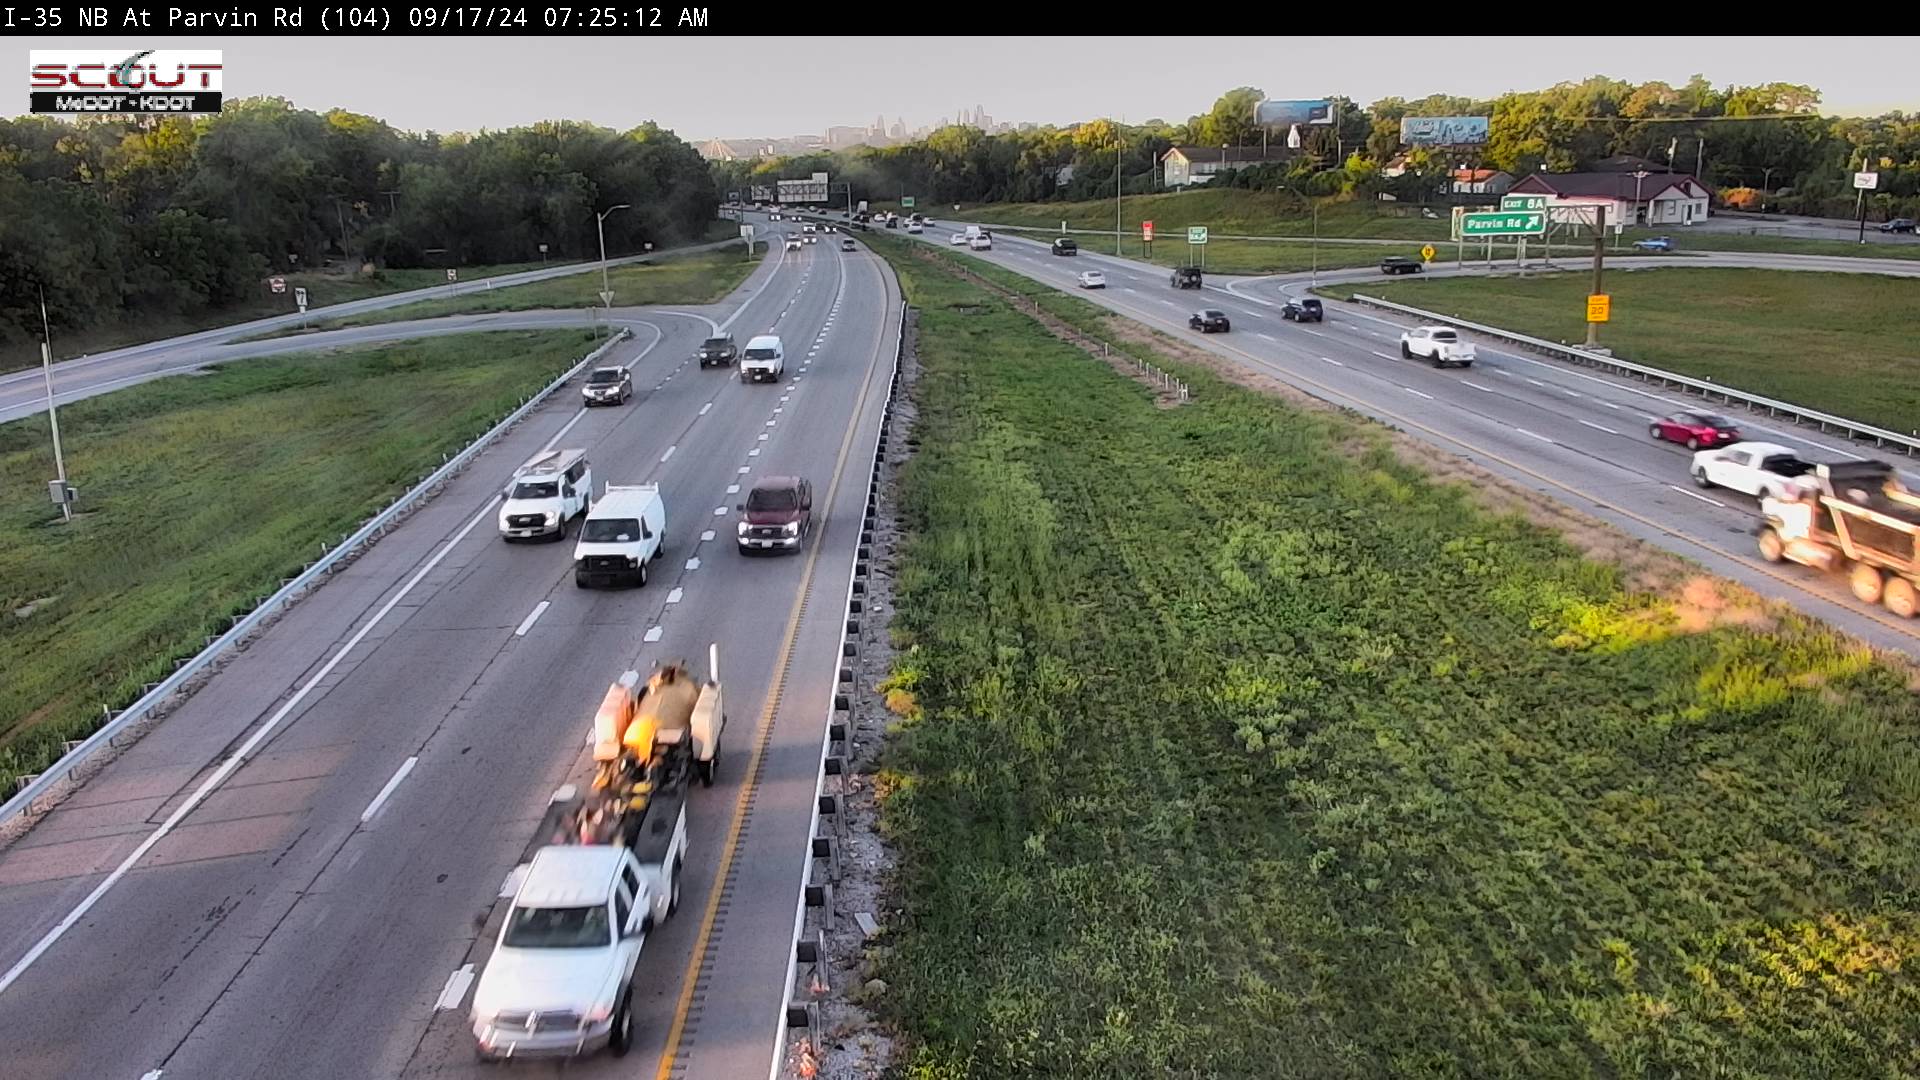 I-35 NB At Parvin Rd (104) 09/17/24 07:25:12 AM
SCOUT
MoDOT - KDOT
EXIT 8A
Parvin Rd
20